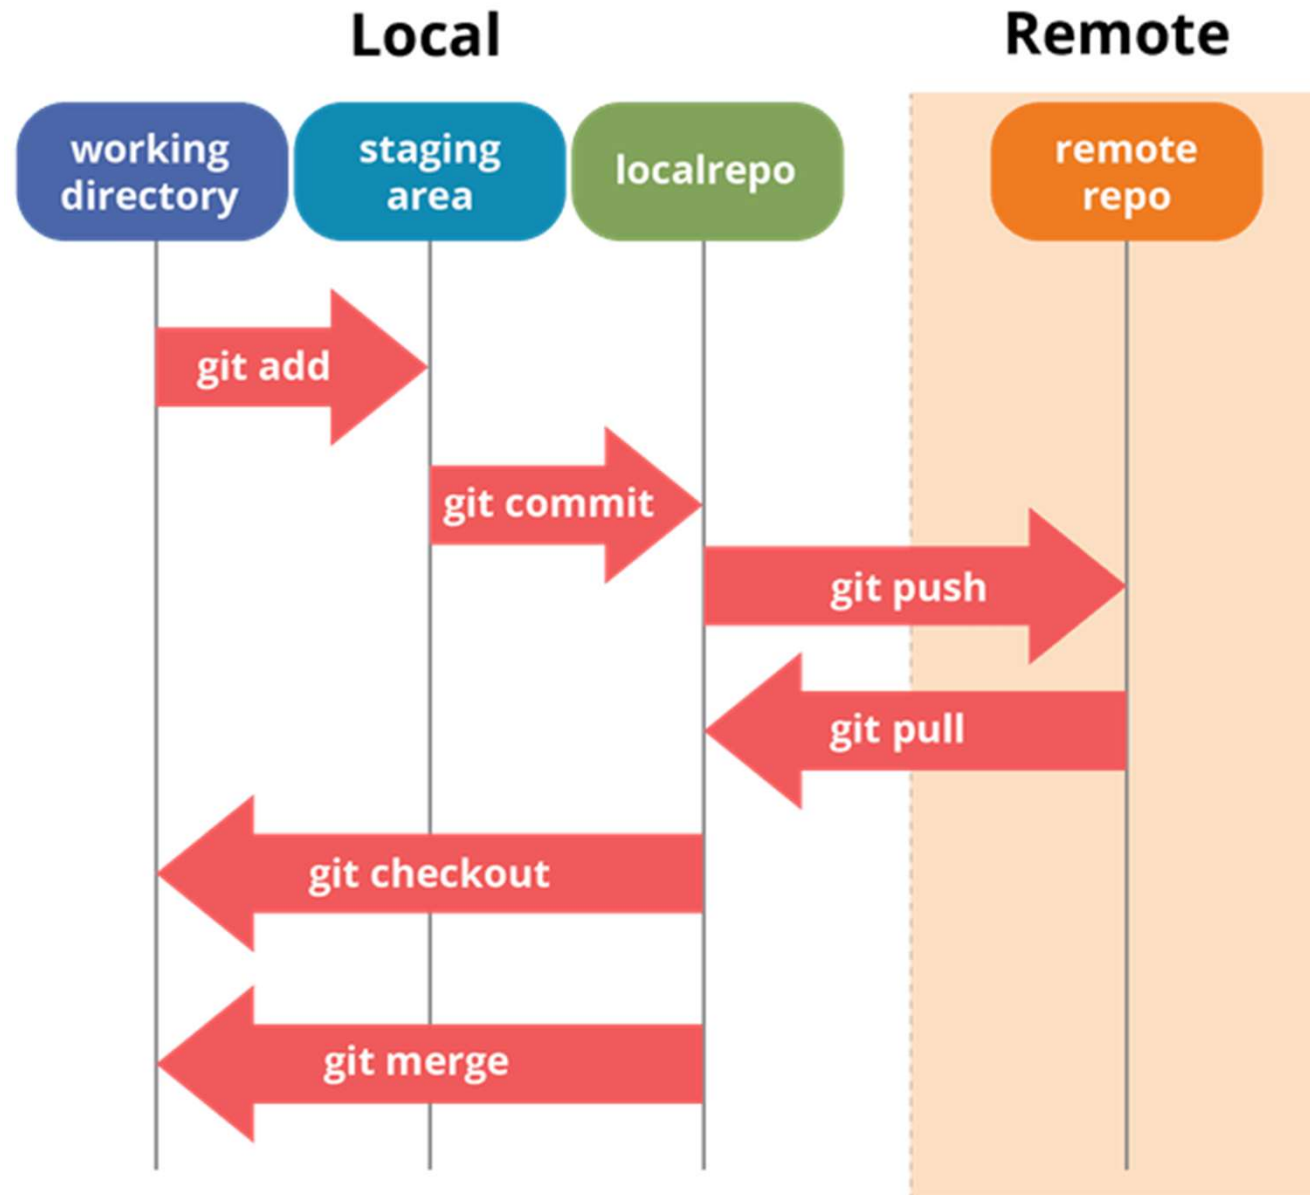 Local
Remote
working
directory
staging
area
localrepo
remote
repo
git add
git commit
git push
git pull
git checkout
git merge